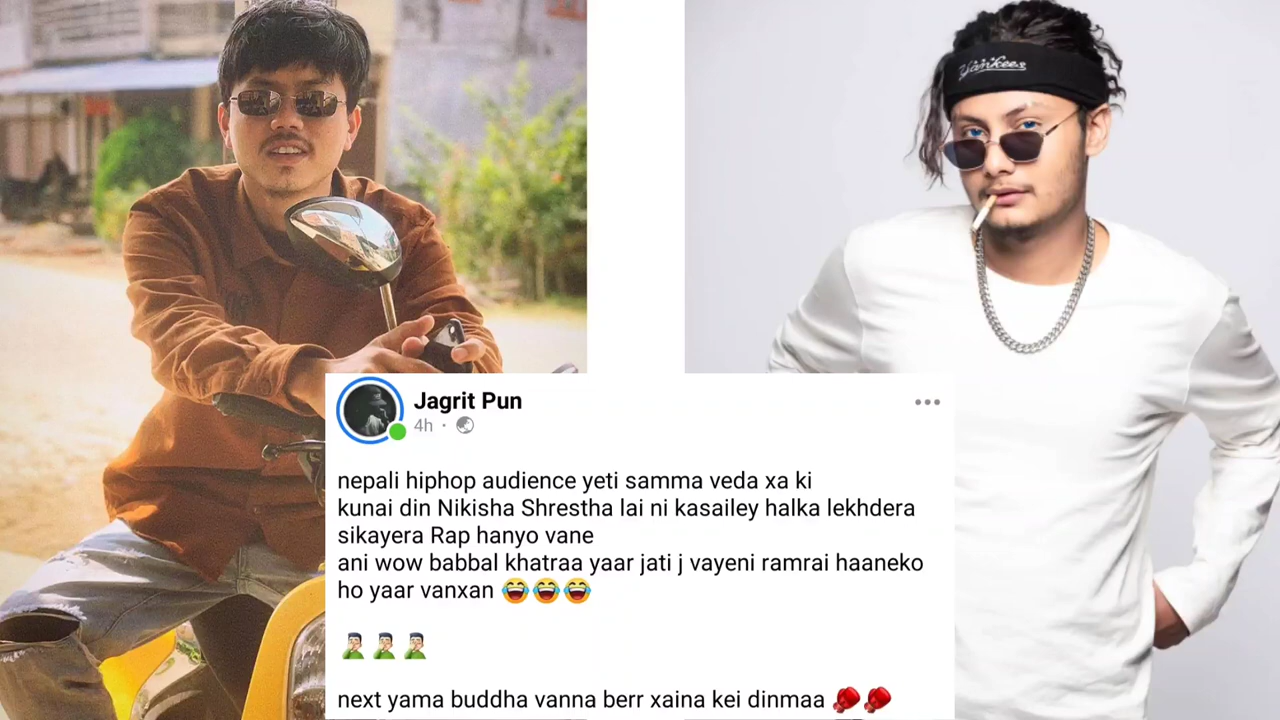 Yankees
Jagrit Pun
4h ·
nepali hiphop audience yeti samma veda xa ki
kunai din Nikisha Shrestha lai ni kasailey halka lekhdera
sikayera Rap hanyo vane
ani wow babbal khatraa yaar jati j vayeni ramrai haaneko
ho yaar vanxan 😂😂😂
🤦🏻‍♂️🤦🏻‍♂️🤦🏻‍♂️
next yama buddha vanna berr xaina kei dinmaa 🥊🥊